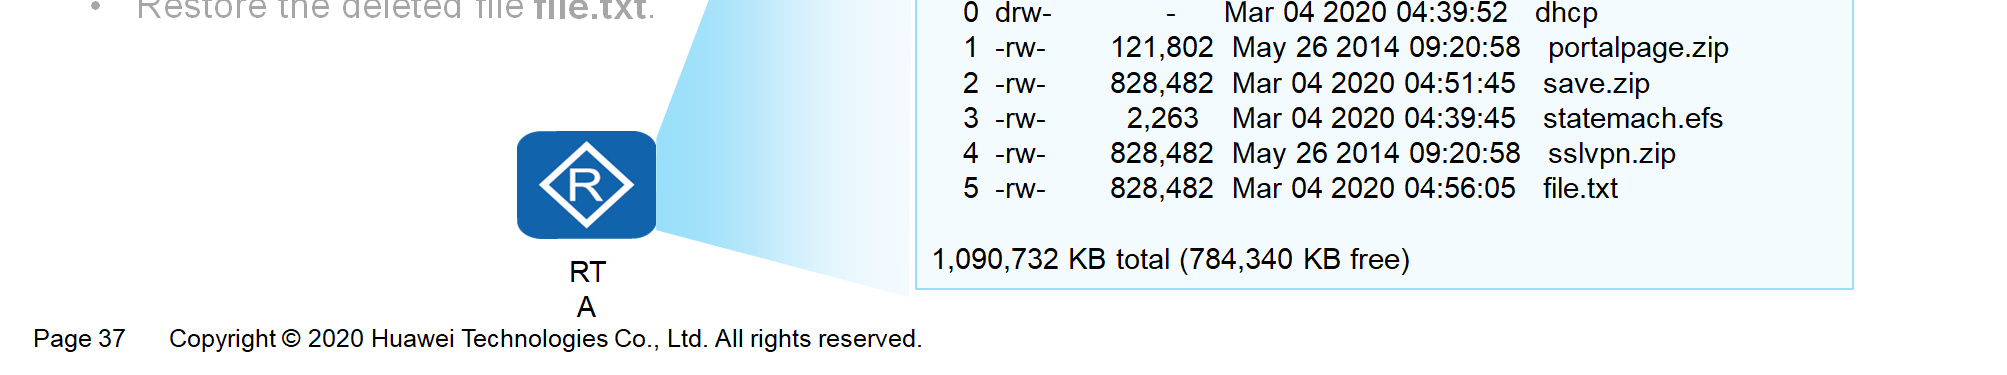 • Restore the deleted file file.txt.
0 drw- - Mar 04 2020 04:39:52 dhcp
1 -rw- 121,802 May 26 2014 09:20:58 portalpage.zip
2 -rw- 828,482 Mar 04 2020 04:51:45 save.zip
3 -rw- 2,263 Mar 04 2020 04:39:45 statemach.efs
4 -rw- 828,482 May 26 2014 09:20:58 sslvpn.zip
5 -rw- 828,482 Mar 04 2020 04:56:05 file.txt
1,090,732 KB total (784,340 KB free)
R
RT
A
Page 37 Copyright © 2020 Huawei Technologies Co., Ltd. All rights reserved.